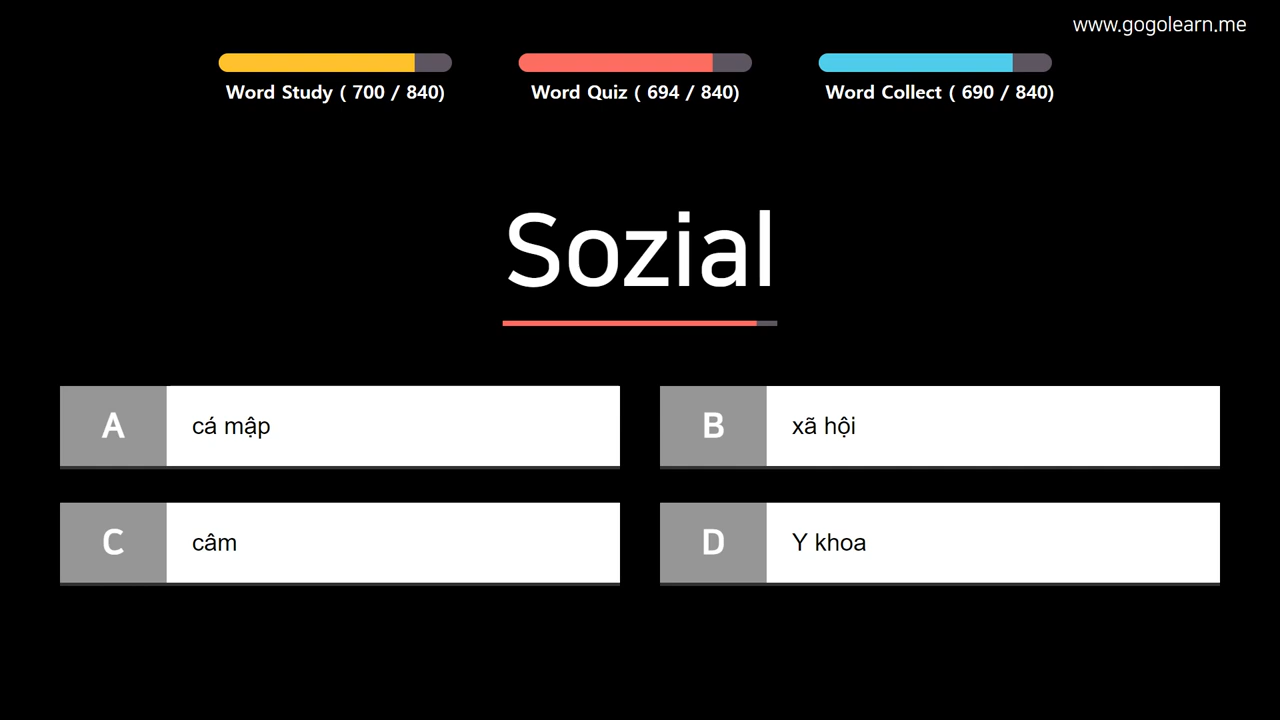 www.gogolearn.me
Word Study ( 700 / 840)
Word Quiz ( 694 / 840)
Word Collect ( 690 / 840)
Sozial
A cá mập
B xã hội
C câm
D Y khoa